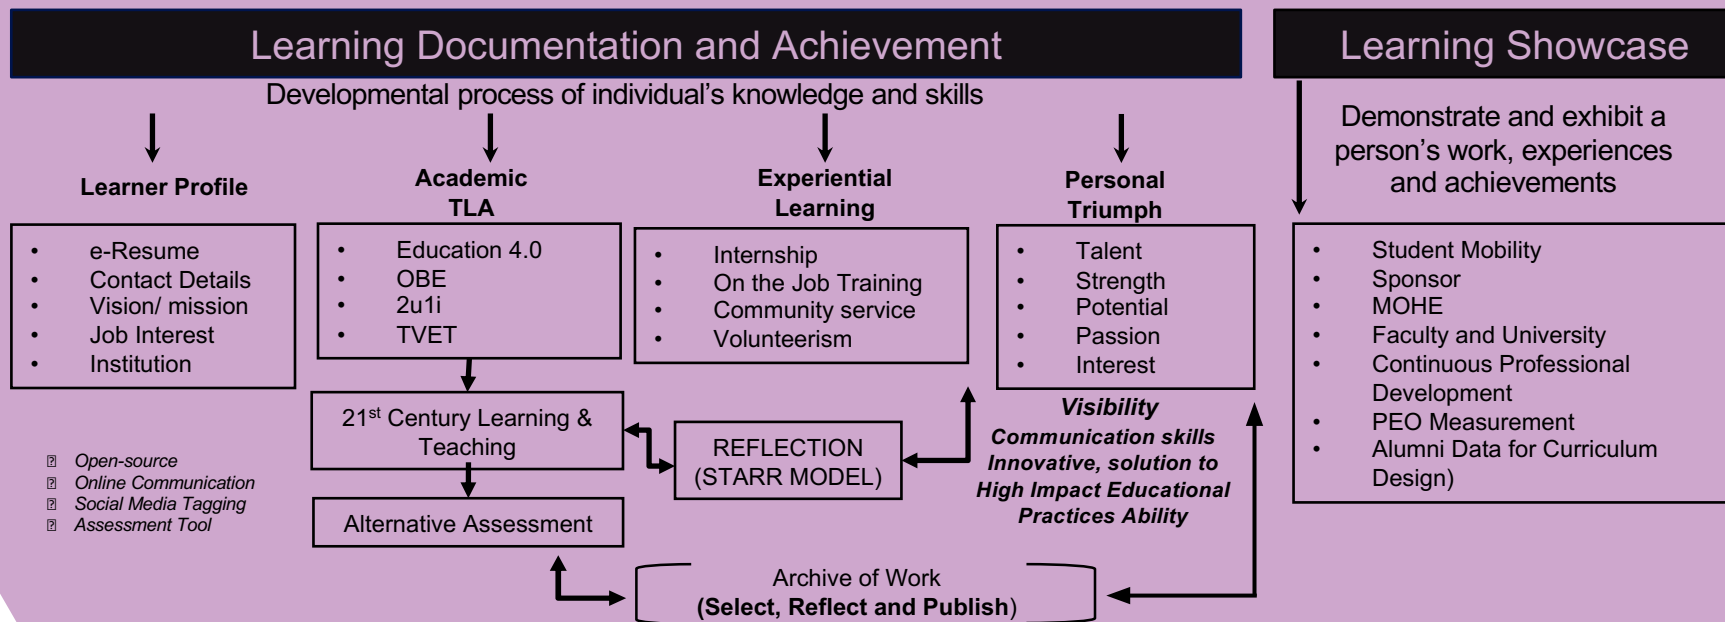 Learning Documentation and Achievement
Developmental process of individual's knowledge and skills
Learner Profile
• e-Resume
• Contact Details
• Vision/ mission
• Job Interest
• Institution
Open-source
Online Communication
Social Media Tagging
Assessment Tool
Academic
TLA
• Education 4.0
• OBE
• 2u1i
• TVET
21st Century Learning &
Teaching
Alternative Assessment
Experiential
Learning
• Internship
• On the Job Training
• Community service
• Volunteerism
REFLECTION
(STARR MODEL)
Personal
Triumph
• Talent
• Strength
• Potential
• Passion
• Interest
Visibility
Communication skills
Innovative, solution to
High Impact Educational
Practices Ability
Archive of Work
(Select, Reflect and Publish)
Learning Showcase
Demonstrate and exhibit a
person's work, experiences
and achievements
• Student Mobility
• Sponsor
• MOHE
• Faculty and University
• Continuous Professional
Development
• PEO Measurement
• Alumni Data for Curriculum
Design)